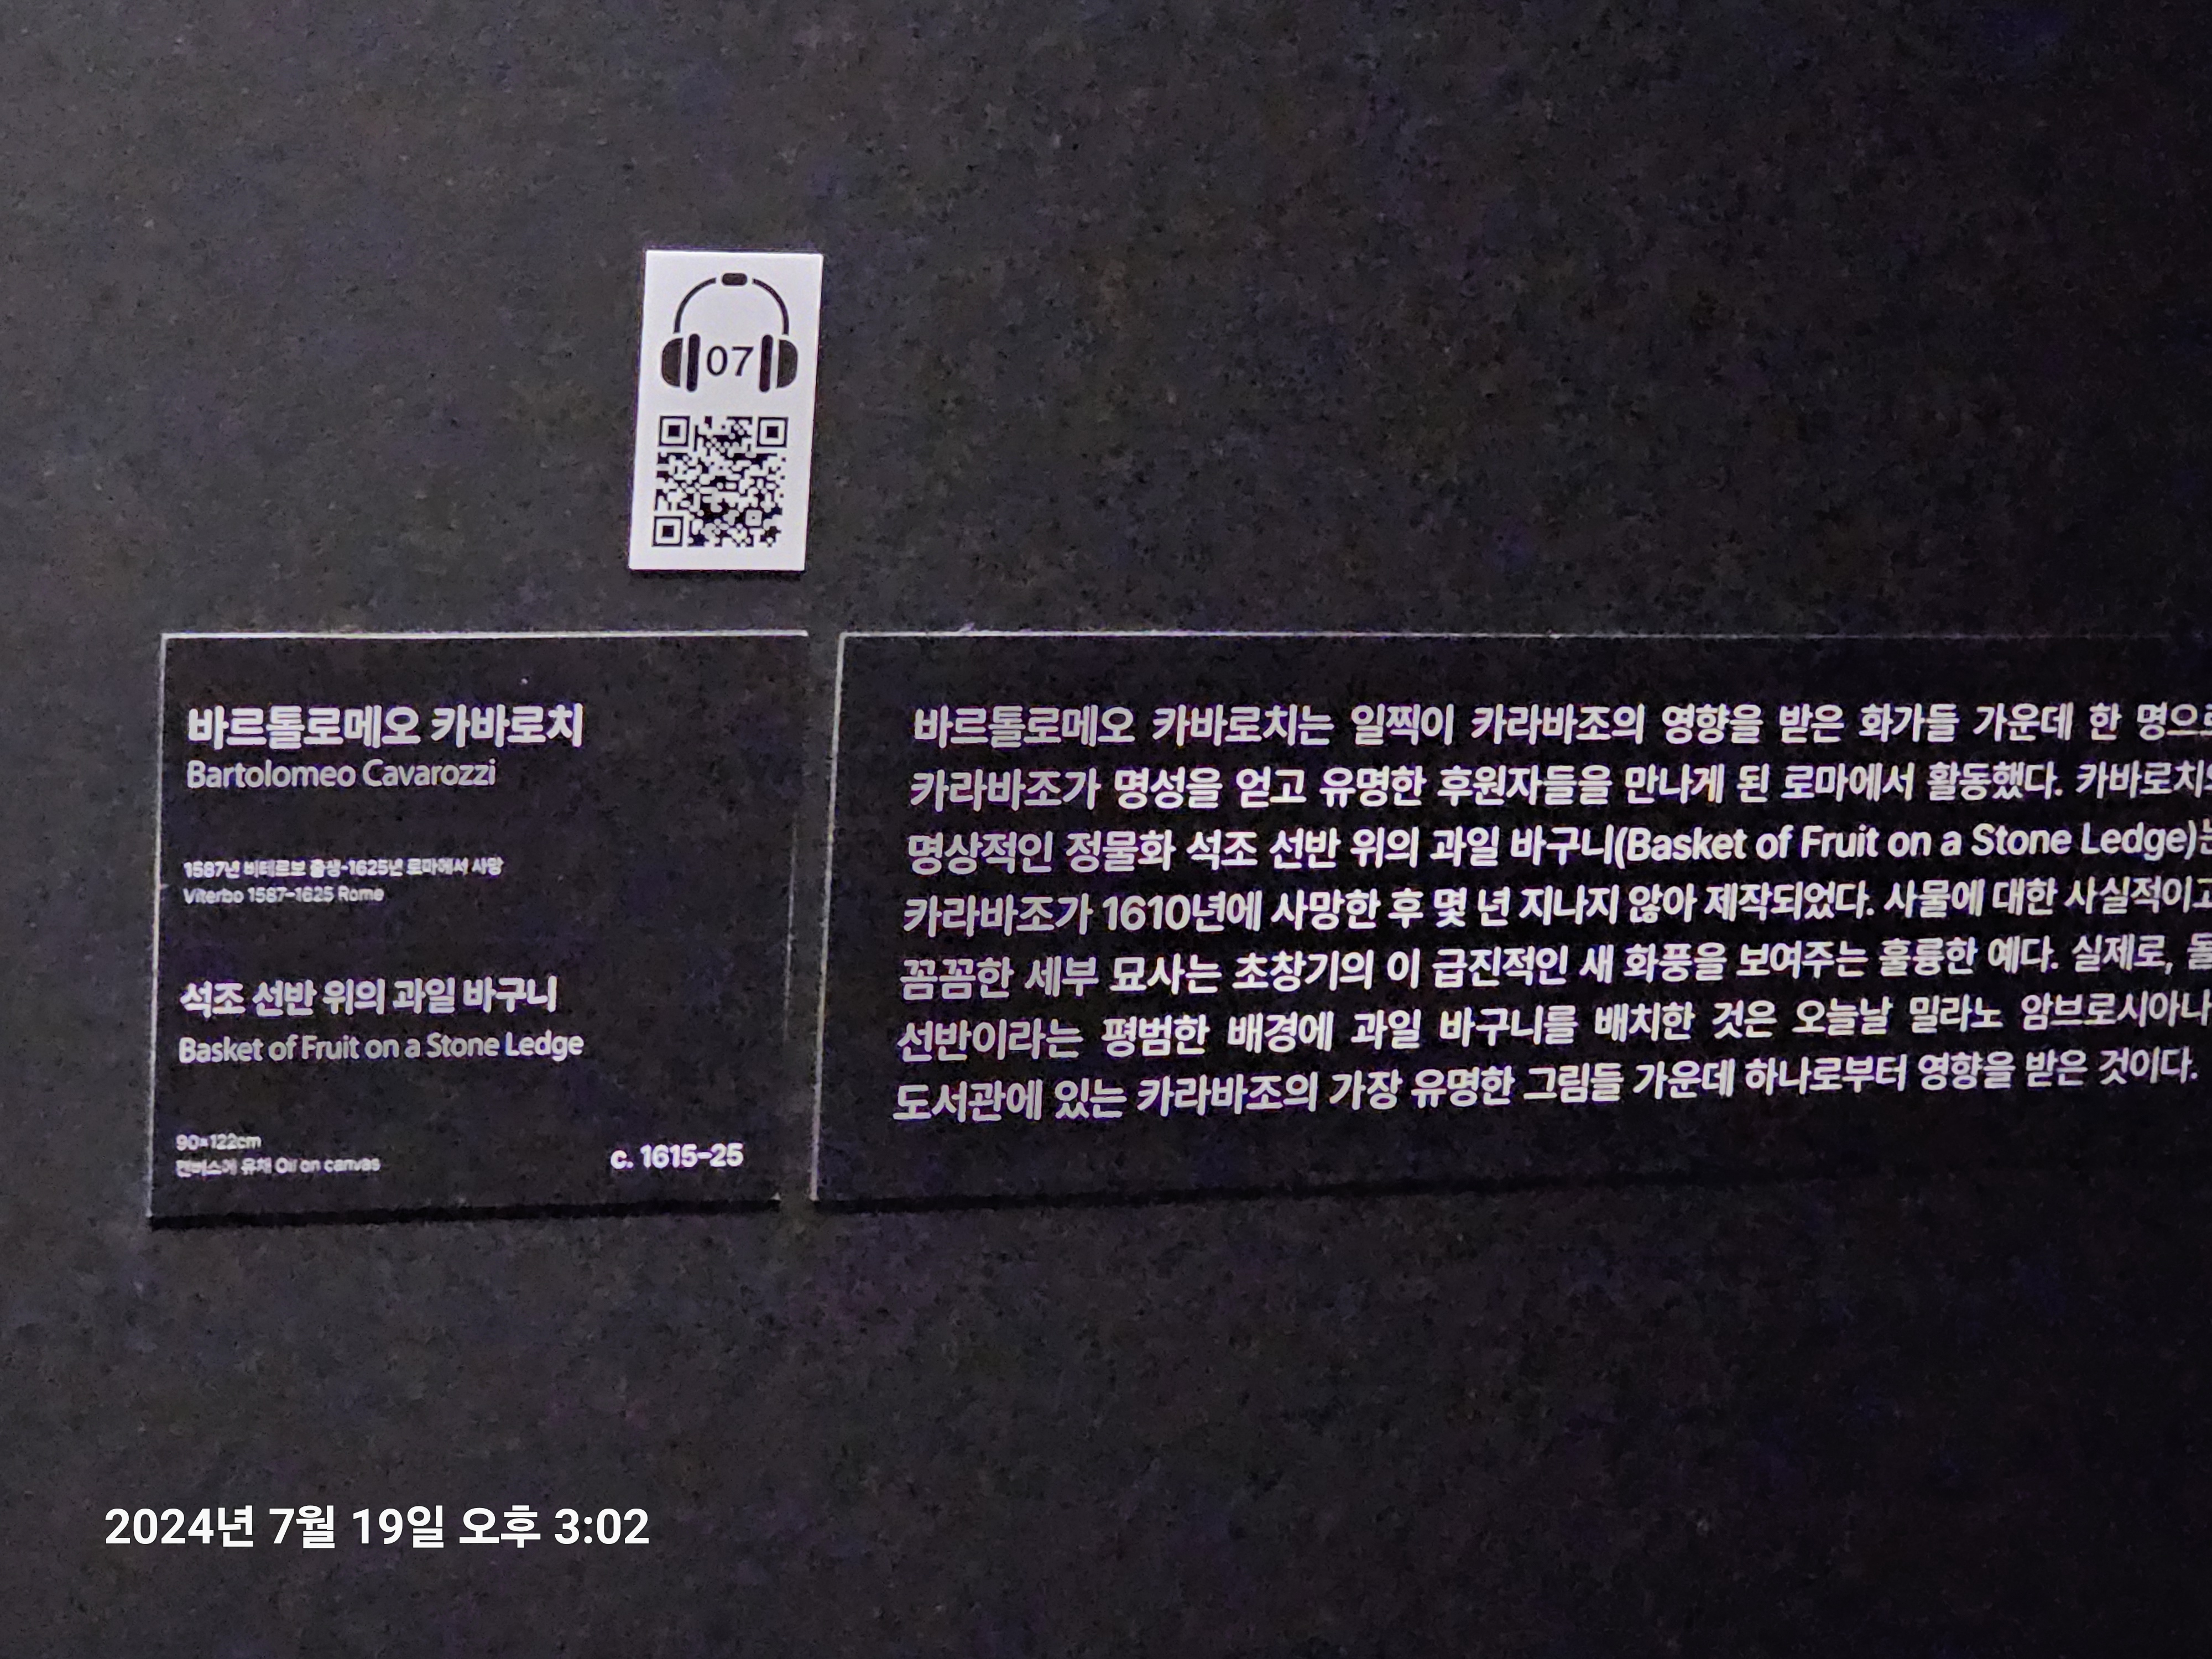 07
바르톨로메오 카바로치
Bartolomeo Cavarozzi
1587년 비테르보 출생-1625년 로마에서 사망
Viterbo 1587-1625 Rome
석조 선반 위의 과일 바구니
Basket of Fruit on a Stone Ledge
90×122cm
캔버스에 유채 Oil on canvas
c. 1615-25
바르톨로메오 카바로치는 일찍이 카라바조의 영향을 받은 화가들 가운데 한 명으로
카라바조가 명성을 얻고 유명한 후원자들을 만나게 된 로마에서 활동했다. 카바로치의
명상적인 정물화 석조 선반 위의 과일 바구니(Basket of Fruit on a Stone Ledge)는
카라바조가 1610년에 사망한 후 몇 년 지나지 않아 제작되었다. 사물에 대한 사실적이고
꼼꼼한 세부 묘사는 초창기의 이 급진적인 새 화풍을 보여주는 훌륭한 예다. 실제로, 돌
선반이라는 평범한 배경에 과일 바구니를 배치한 것은 오늘날 밀라노 암브로시아나
도서관에 있는 카라바조의 가장 유명한 그림들 가운데 하나로부터 영향을 받은 것이다.
2024년 7월 19일 오후 3:02